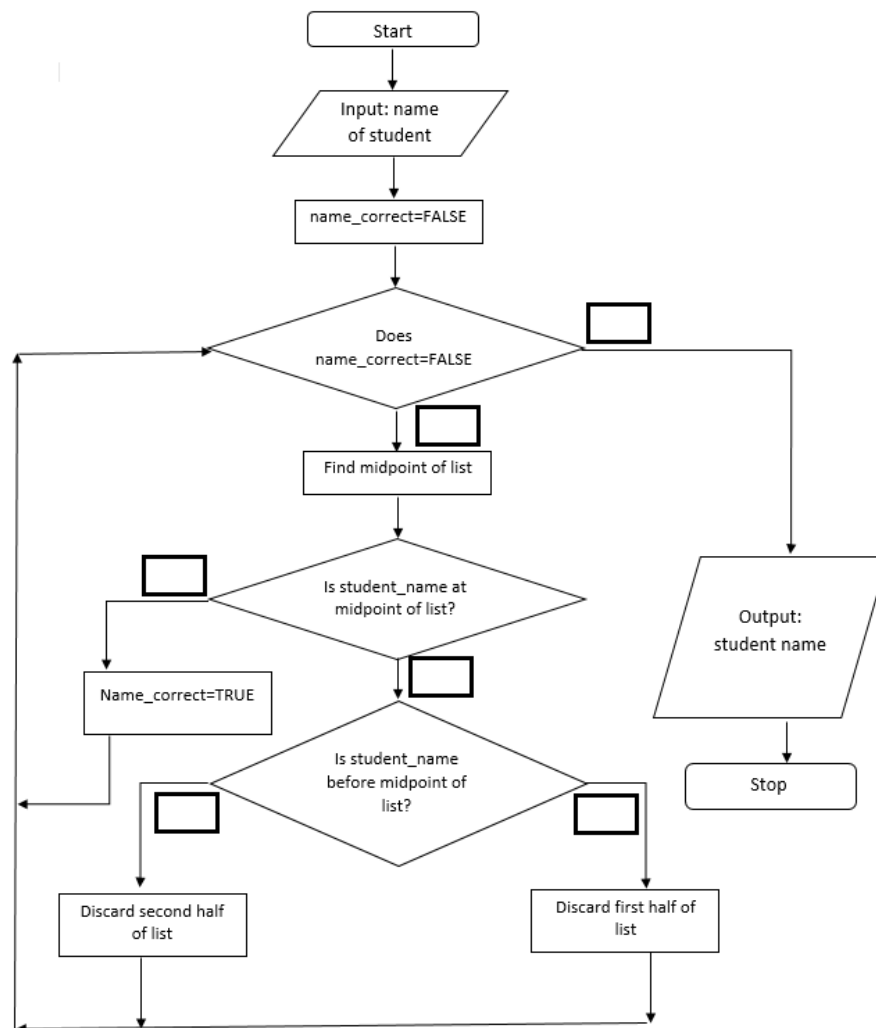 Start
Input: name
of student
name_correct=FALSE
Does
name_correct=FALSE
Find midpoint of list
Is student_name at
midpoint of list?
Output:
student name
Name_correct=TRUE
Is student_name
before midpoint of
list?
Stop
Discard second half
of list
Discard first half of
list